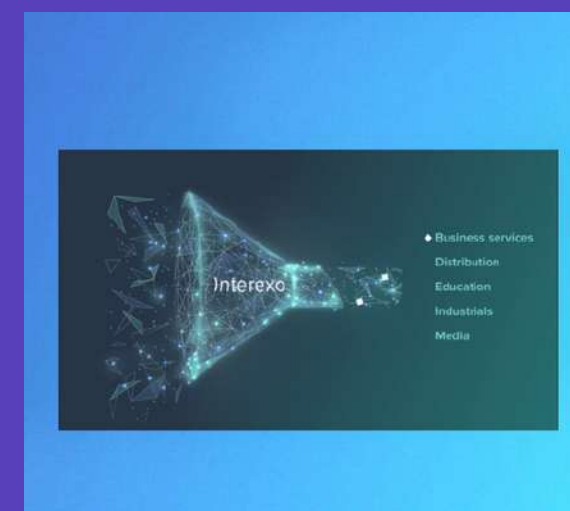 Interexo
Business services
Distribution
Education
Industrials
Media